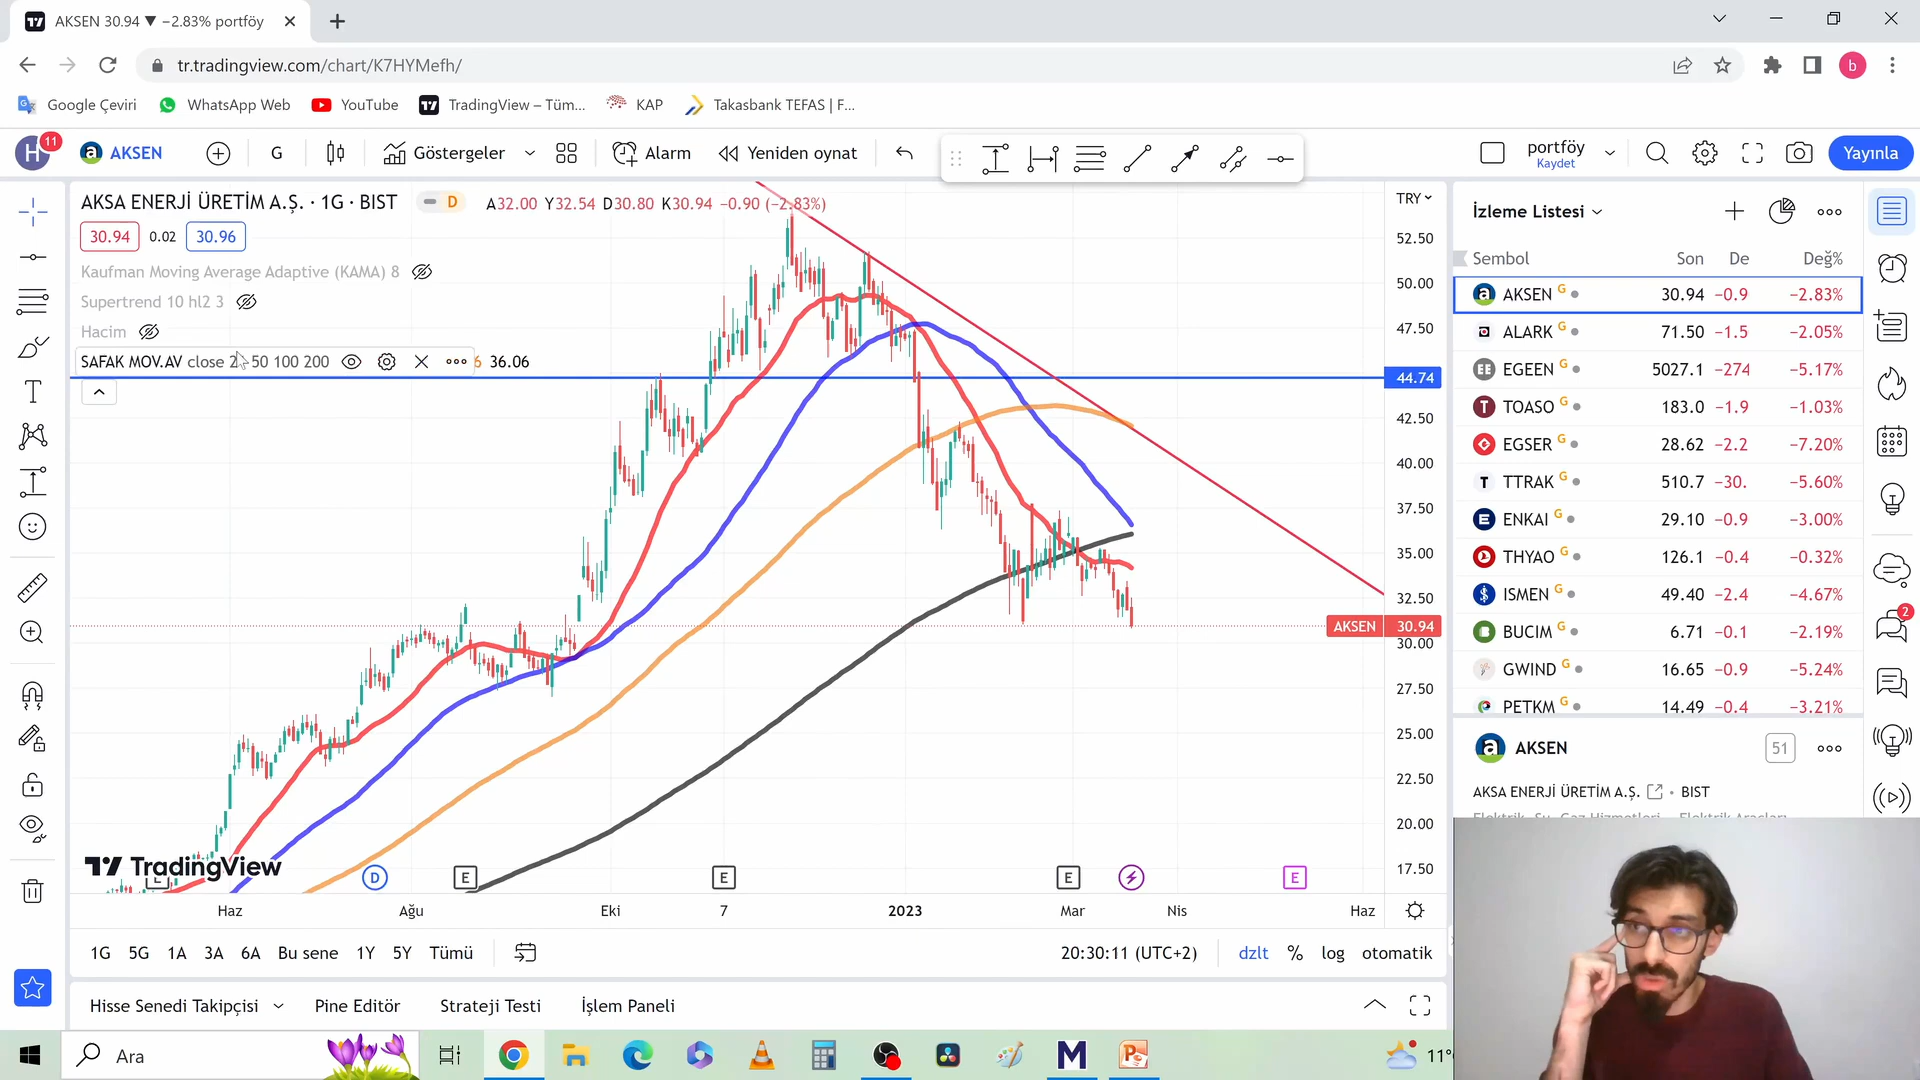 AKSEN 30.94 ▼ −2.83% portföy
tr.tradingview.com/chart/K7HYMefh/
b
Google Çeviri
WhatsApp Web
YouTube
TradingView – Tüm...
KAP
Takasbank TEFAS | F...
H
11
AKSEN
G
Göstergeler
Alarm
Yeniden oynat
portföy
Kaydet
Yayınla
AKSA ENERJİ ÜRETİM A.Ş. · 1G · BIST
D
A32.00 Y32.54 D30.80 K30.94 −0.90 (−2.83%)
30.94
0.02
30.96
Kaufman Moving Average Adaptive (KAMA) 8
Supertrend 10 hl2 3
Hacim
SAFAK MOV.AV close 2 50 100 200
6 36.06
TRY
52.50
50.00
47.50
44.74
42.50
40.00
37.50
35.00
32.50
AKSEN 30.94
30.00
27.50
25.00
22.50
20.00
17.50
TradingView
E
D
E
E
E
E
Haz
Ağu
Eki
7
2023
Mar
Nis
Haz
1G
5G
1A
3A
6A
Bu sene
1Y
5Y
Tümü
20:30:11 (UTC+2)
dzlt
%
log
otomatik
Hisse Senedi Takipçisi
Pine Editör
Strateji Testi
İşlem Paneli
İzleme Listesi
Sembol Son De Değ%
AKSEN G 30.94 −0.9 −2.83%
ALARK G 71.50 −1.5 −2.05%
EGEEN G 5027.1 −274 −5.17%
TOASO G 183.0 −1.9 −1.03%
EGSER G 28.62 −2.2 −7.20%
TTRAK G 510.7 −30. −5.60%
ENKAI G 29.10 −0.9 −3.00%
THYAO G 126.1 −0.4 −0.32%
ISMEN G 49.40 −2.4 −4.67%
BUCIM G 6.71 −0.1 −2.19%
GWIND G 16.65 −0.9 −5.24%
PETKM G 14.49 −0.4 −3.21%
AKSEN
51
AKSA ENERJİ ÜRETİM A.Ş. • BIST
Elektrik, Su, Gaz Hizmetleri Elektrik Araçları
2
Ara
11°